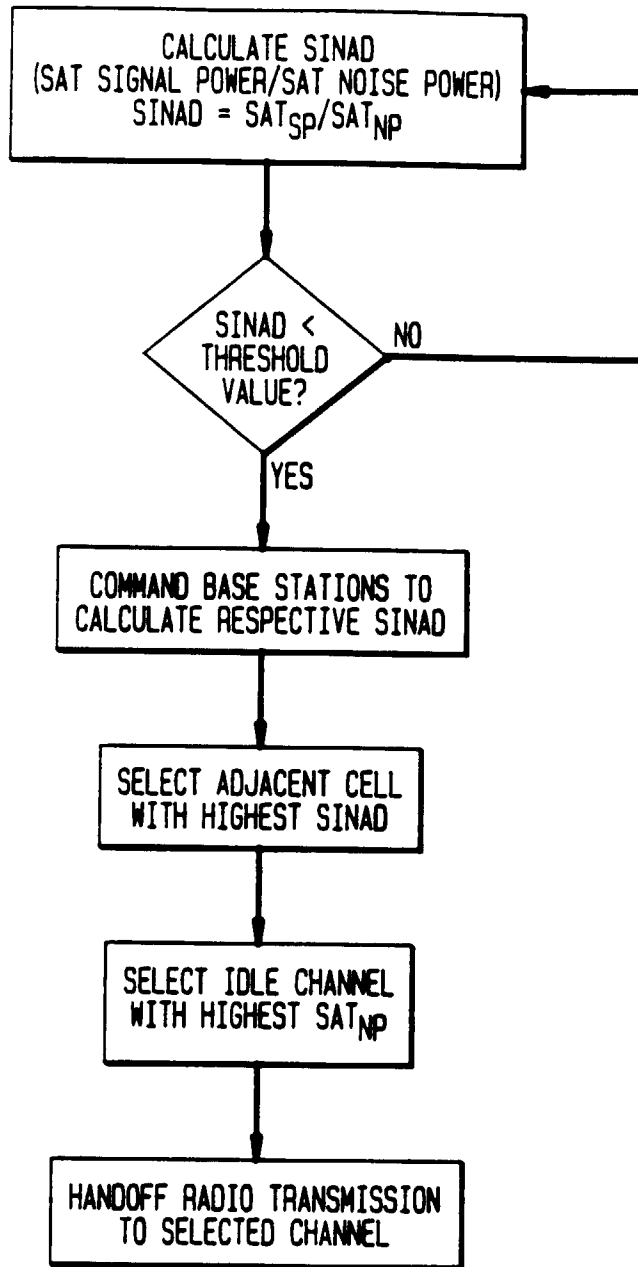 CALCULATE SINAD
(SAT SIGNAL POWER/SAT NOISE POWER)
SINAD = SAT_SP/SAT_NP
SINAD <
THRESHOLD
VALUE?
NO
YES
COMMAND BASE STATIONS TO
CALCULATE RESPECTIVE SINAD
SELECT ADJACENT CELL
WITH HIGHEST SINAD
SELECT IDLE CHANNEL
WITH HIGHEST SAT_NP
HANDOFF RADIO TRANSMISSION
TO SELECTED CHANNEL